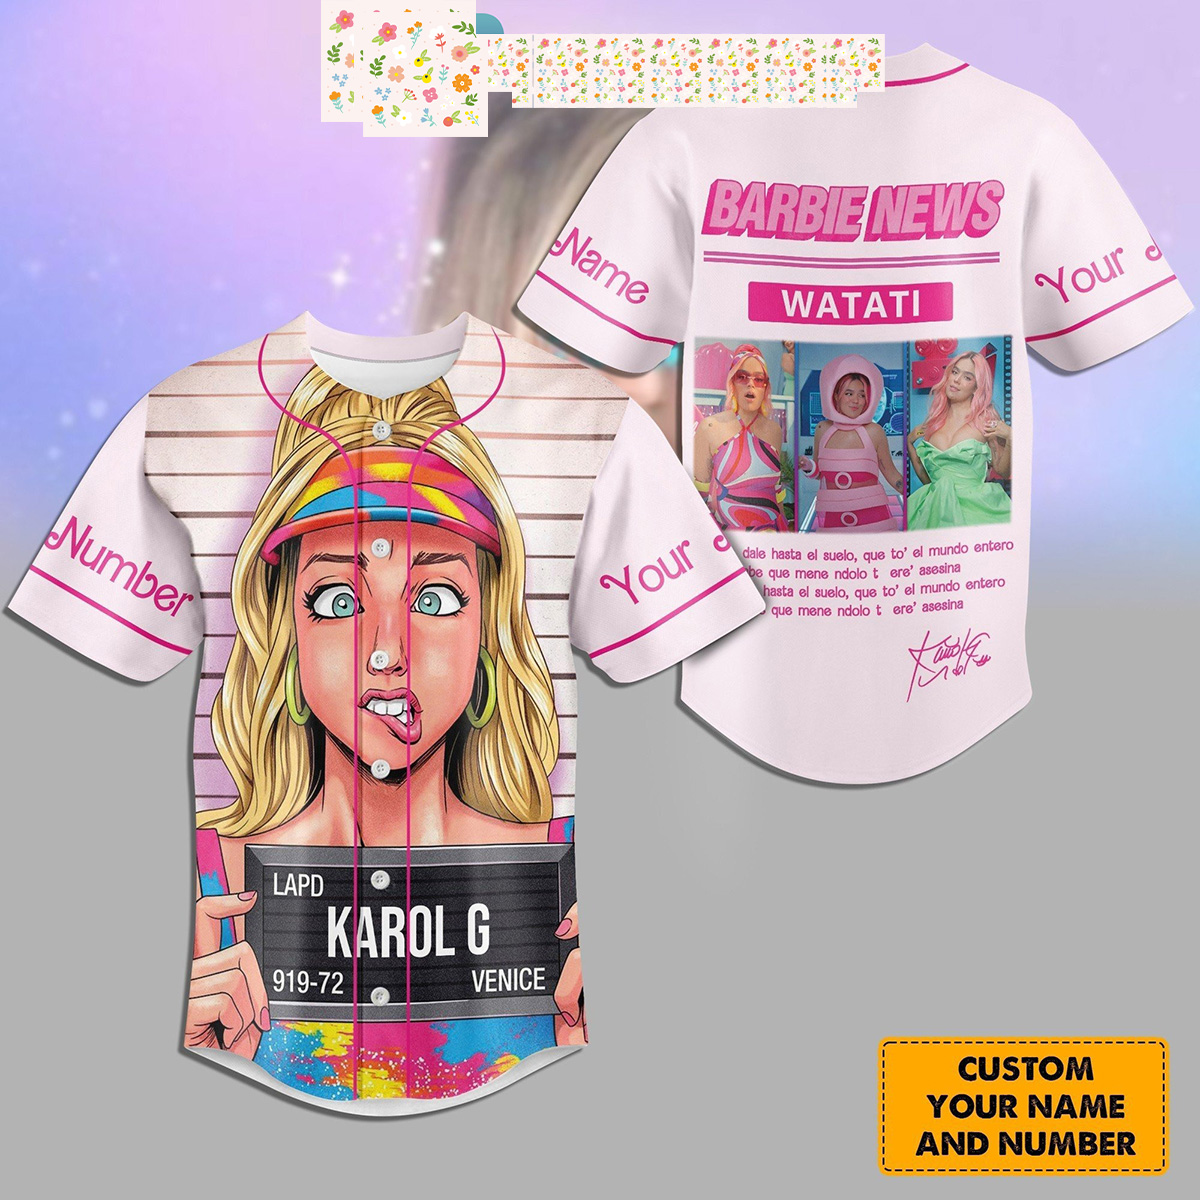 BARBIE NEWS
Name
Your
WATATI
dale hasta el suelo, que to' el mundo entero
que mene ndolo t ere' asesina
hasta el suelo, que to' el mundo entero
que mene ndolo t ere' asesina
Number
Your
LAPD
KAROL G
919-72
VENICE
CUSTOM
YOUR NAME
AND NUMBER